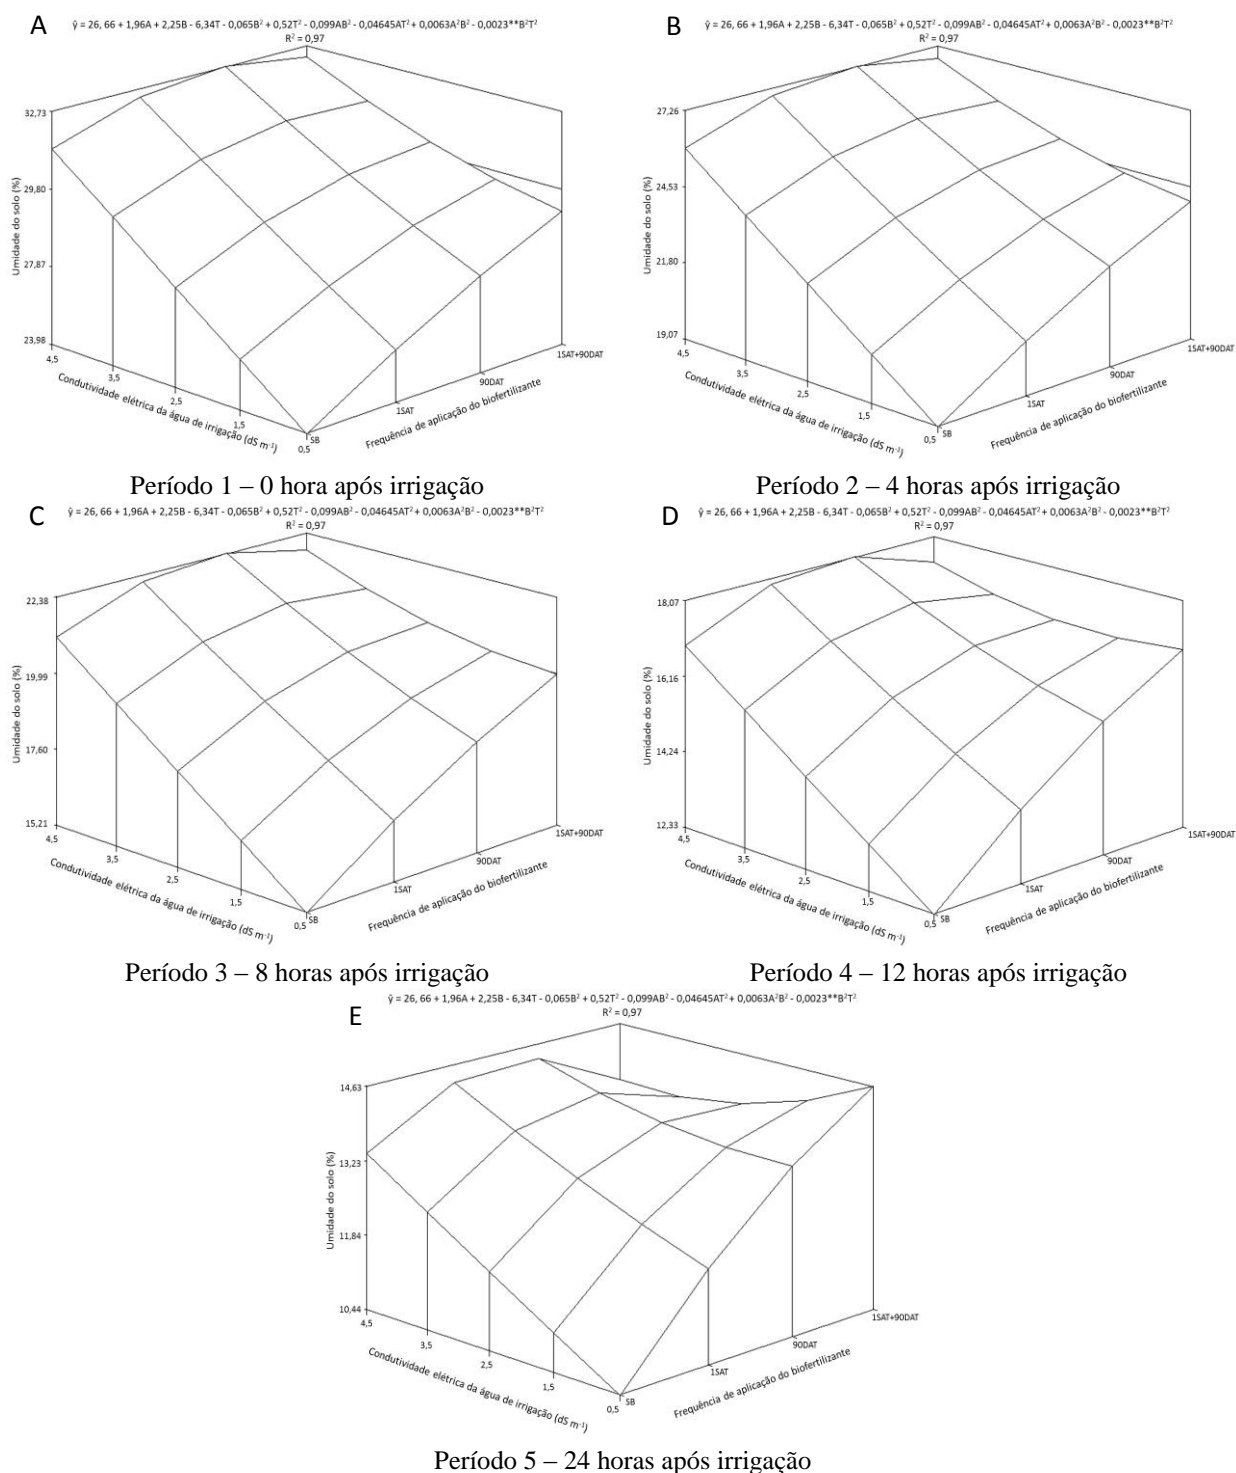 A
ŷ = 26, 66 + 1,96A + 2,25B - 6,34T - 0,065B² + 0,52T² - 0,099AB² - 0,04645AT² + 0,0063A²B² - 0,0023**B²T²
R² = 0,97
32,73
29,80
27,87
23,98
Umidade do solo (%)
4,5
3,5
2,5
1,5
0,5
Condutividade elétrica da água de irrigação (dS m⁻¹)
SB
1SAT
90DAT
1SAT+90DAT
Frequência de aplicação do biofertilizante
Período 1 – 0 hora após irrigação
B
ŷ = 26, 66 + 1,96A + 2,25B - 6,34T - 0,065B² + 0,52T² - 0,099AB² - 0,04645AT² + 0,0063A²B² - 0,0023**B²T²
R² = 0,97
27,26
24,53
21,80
19,07
Umidade do solo (%)
4,5
3,5
2,5
1,5
0,5
Condutividade elétrica da água de irrigação (dS m⁻¹)
SB
1SAT
90DAT
1SAT+90DAT
Frequência de aplicação do biofertilizante
Período 2 – 4 horas após irrigação
C
ŷ = 26, 66 + 1,96A + 2,25B - 6,34T - 0,065B² + 0,52T² - 0,099AB² - 0,04645AT² + 0,0063A²B² - 0,0023**B²T²
R² = 0,97
22,38
19,99
17,60
15,21
Umidade do solo (%)
4,5
3,5
2,5
1,5
0,5
Condutividade elétrica da água de irrigação (dS m⁻¹)
SB
1SAT
90DAT
1SAT+90DAT
Frequência de aplicação do biofertilizante
Período 3 – 8 horas após irrigação
D
ŷ = 26, 66 + 1,96A + 2,25B - 6,34T - 0,065B² + 0,52T² - 0,099AB² - 0,04645AT² + 0,0063A²B² - 0,0023**B²T²
R² = 0,97
18,07
16,16
14,24
12,33
Umidade do solo (%)
4,5
3,5
2,5
1,5
0,5
Condutividade elétrica da água de irrigação (dS m⁻¹)
SB
1SAT
90DAT
1SAT+90DAT
Frequência de aplicação do biofertilizante
Período 4 – 12 horas após irrigação
E
ŷ = 26, 66 + 1,96A + 2,25B - 6,34T - 0,065B² + 0,52T² - 0,099AB² - 0,04645AT² + 0,0063A²B² - 0,0023**B²T²
R² = 0,97
14,63
13,23
11,84
10,44
Umidade do solo (%)
4,5
3,5
2,5
1,5
0,5
Condutividade elétrica da água de irrigação (dS m⁻¹)
SB
1SAT
90DAT
1SAT+90DAT
Frequência de aplicação do biofertilizante
Período 5 – 24 horas após irrigação